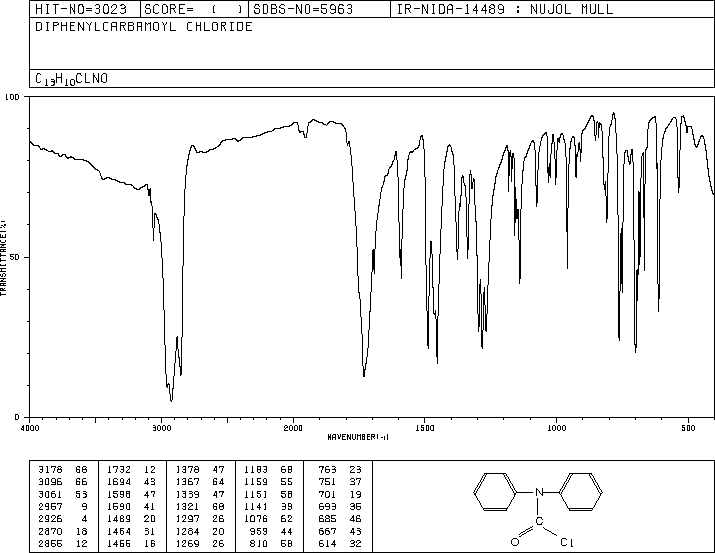 HIT-NO=3023 SCORE= ( ) SDBS-NO=5963 IR-NIDA-14489 : NUJOL MULL
DIPHENYLCARBAMOYL CHLORIDE
C13H10CLNO
100
50
0
TRANSMITTANCE(%)
4000 3000 2000 1500 1000 500
WAVENUMBER(-1)
3178 68 1732 12 1378 47 1183 68 763 23
3096 66 1694 43 1367 64 1159 55 751 37
3061 53 1598 47 1339 47 1151 58 701 19
2957 9 1590 41 1321 68 1141 39 693 36
2926 4 1489 20 1297 26 1076 62 685 46
2870 18 1464 31 1284 20 959 44 667 43
2855 12 1455 16 1269 26 810 58 614 32
N
C
O
Cl